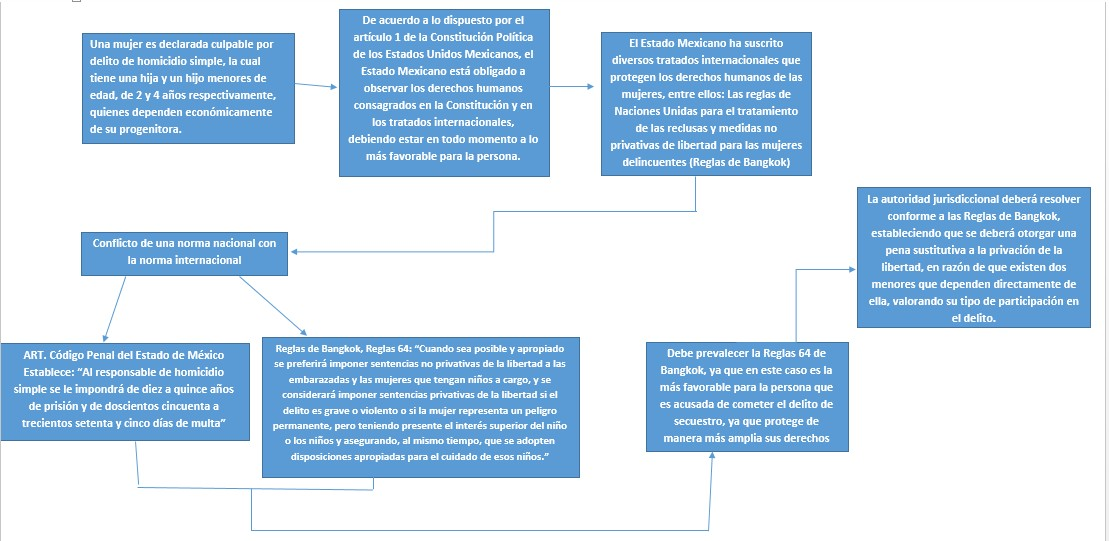 Una mujer es declarada culpable por
delito de homicidio simple, la cual
tiene una hija y un hijo menores de
edad, de 2 y 4 años respectivamente,
quienes dependen económicamente
de su progenitora.
De acuerdo a lo dispuesto por el
artículo 1 de la Constitución Política
de los Estados Unidos Mexicanos, el
Estado Mexicano está obligado a
observar los derechos humanos
consagrados en la Constitución y en
los tratados internacionales,
debiendo estar en todo momento a lo
más favorable para la persona.
El Estado Mexicano ha suscrito
diversos tratados internacionales que
protegen los derechos humanos de las
mujeres, entre ellos: Las reglas de
Naciones Unidas para el tratamiento
de las reclusas y medidas no
privativas de libertad para las mujeres
delincuentes (Reglas de Bangkok)
Conflicto de una norma nacional con
la norma internacional
ART. Código Penal del Estado de México
Establece: “Al responsable de homicidio
simple se le impondrá de diez a quince años
de prisión y de doscientos cincuenta a
trecientos setenta y cinco días de multa”
Reglas de Bangkok, Reglas 64: “Cuando sea posible y apropiado
se preferirá imponer sentencias no privativas de la libertad a las
embarazadas y las mujeres que tengan niños a cargo, y se
considerará imponer sentencias privativas de la libertad si el
delito es grave o violento o si la mujer representa un peligro
permanente, pero teniendo presente el interés superior del niño
o los niños y asegurando, al mismo tiempo, que se adopten
disposiciones apropiadas para el cuidado de esos niños.”
Debe prevalecer la Reglas 64 de
Bangkok, ya que en este caso es la
más favorable para la persona que
es acusada de cometer el delito de
secuestro, ya que protege de
manera más amplia sus derechos
La autoridad jurisdiccional deberá resolver
conforme a las Reglas de Bangkok,
estableciendo que se deberá otorgar una
pena sustitutiva a la privación de la
libertad, en razón de que existen dos
menores que dependen directamente de
ella, valorando su tipo de participación en
el delito.